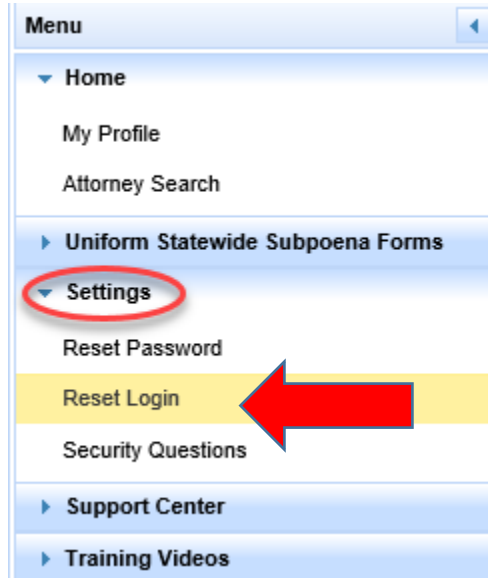 Menu
Home
My Profile
Attorney Search
Uniform Statewide Subpoena Forms
Settings
Reset Password
Reset Login
Security Questions
Support Center
Training Videos